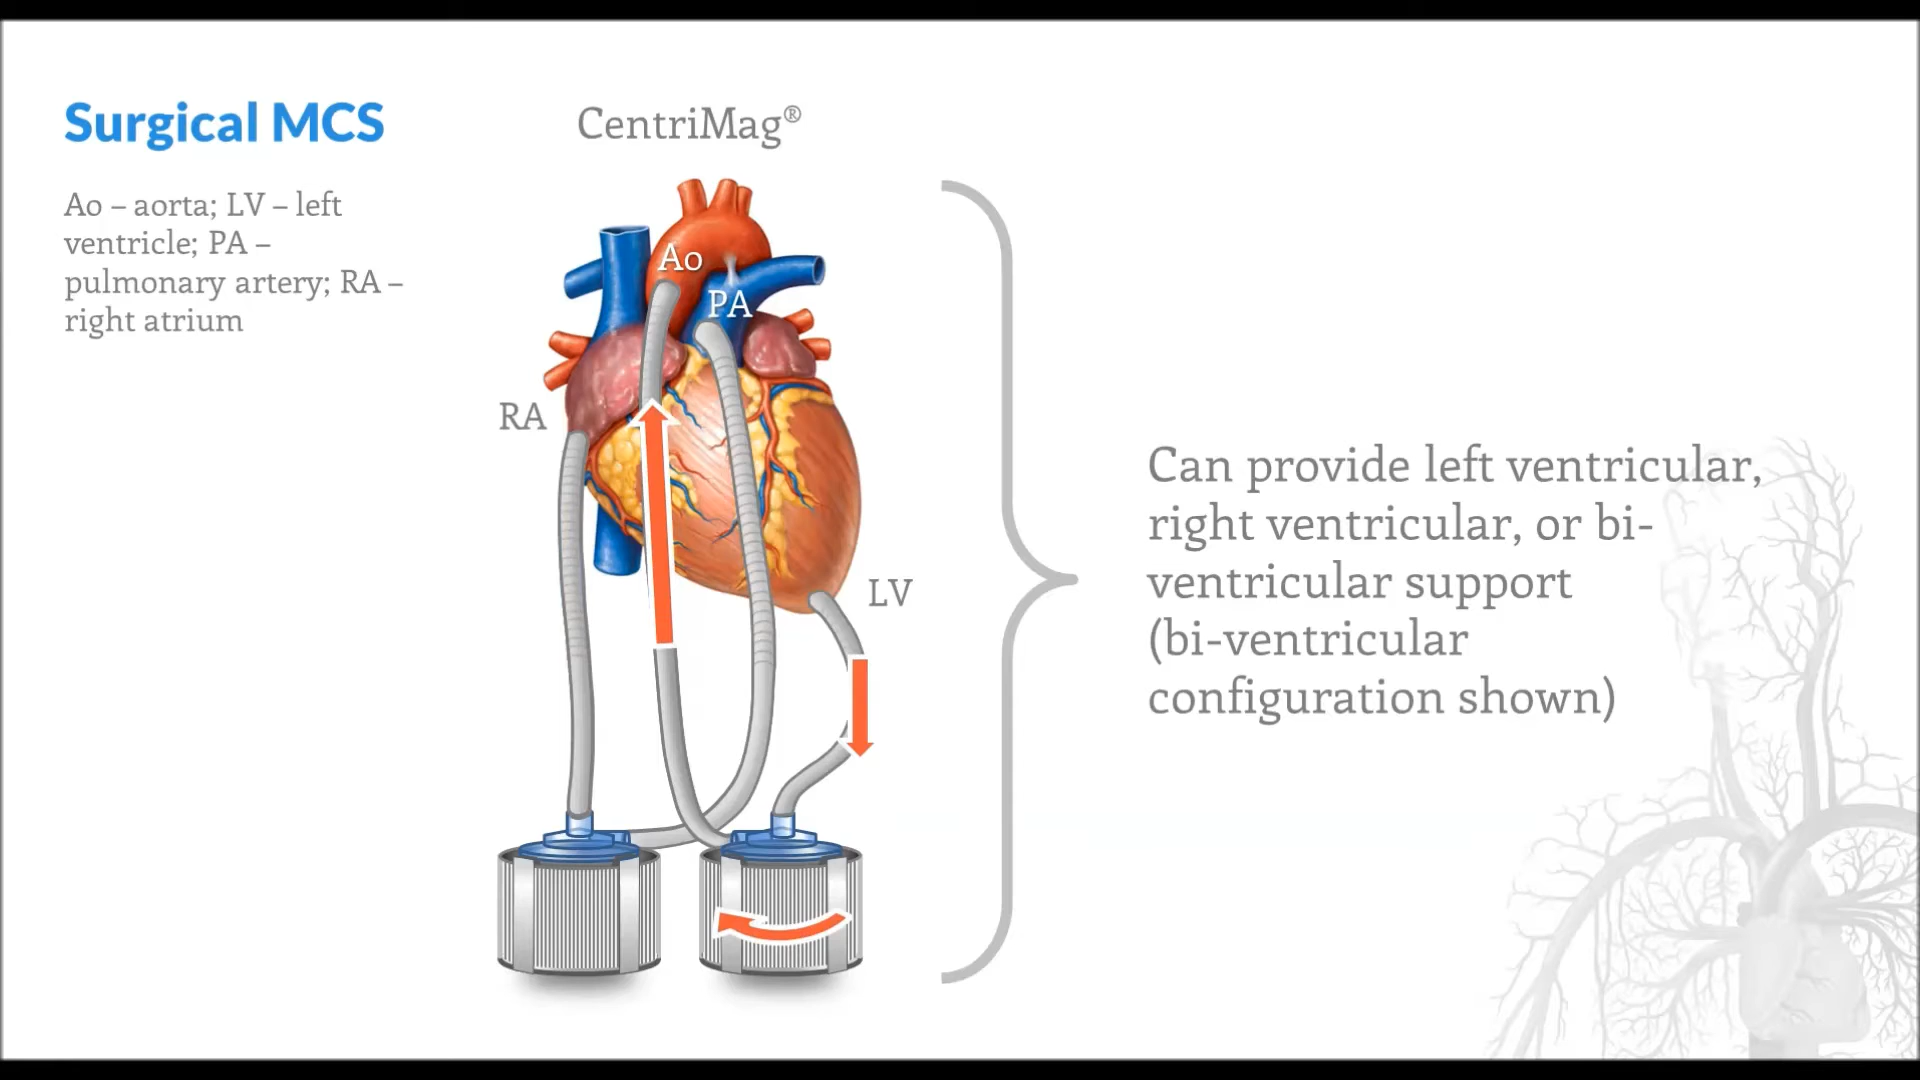 Surgical MCS
Ao – aorta; LV – left
ventricle; PA –
pulmonary artery; RA –
right atrium
CentriMag®
Ao
PA
RA
LV
Can provide left ventricular,
right ventricular, or bi-
ventricular support
(bi-ventricular
configuration shown)